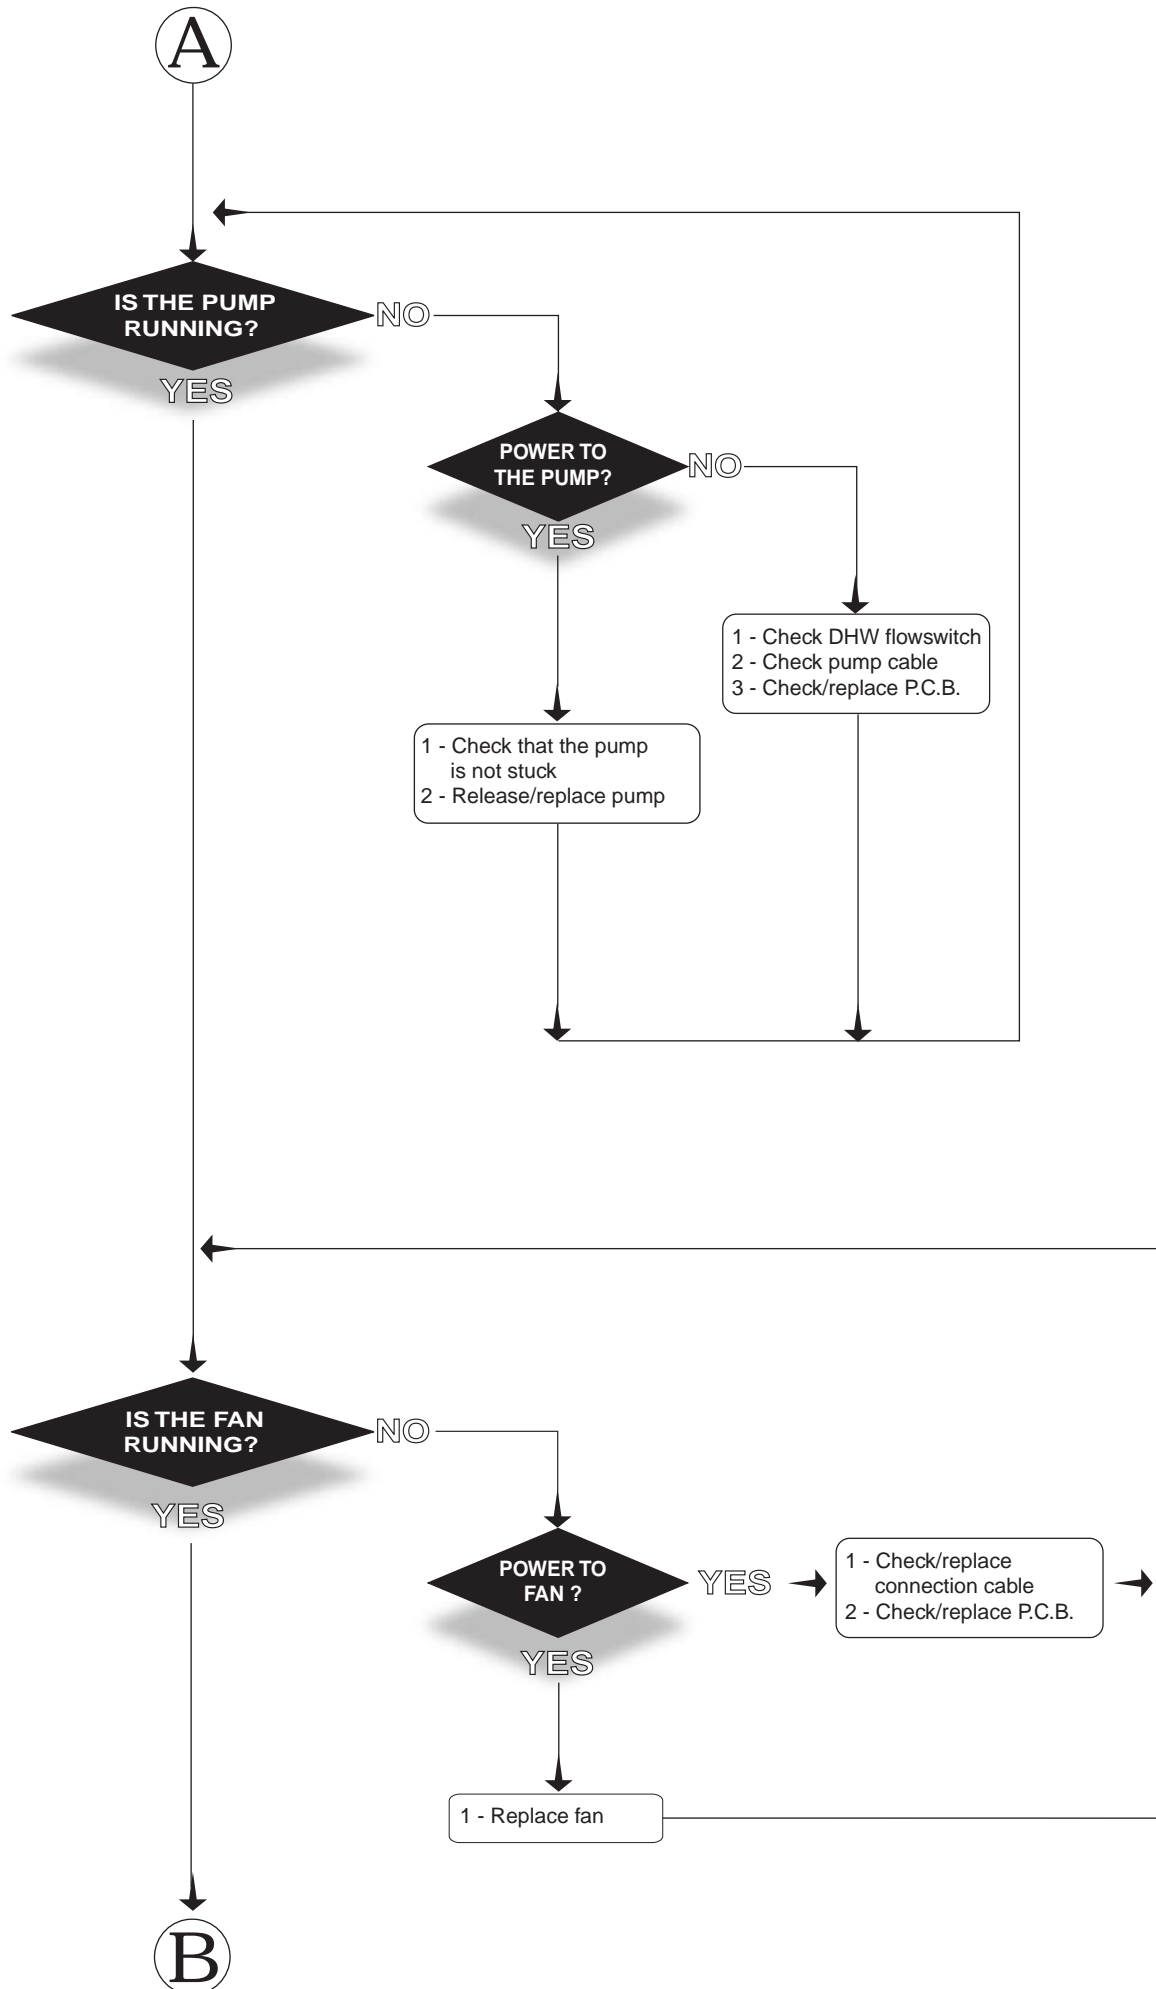 A
IS THE PUMP
RUNNING?
NO
YES
POWER TO
THE PUMP?
NO
YES
1 - Check DHW flowswitch
2 - Check pump cable
3 - Check/replace P.C.B.
1 - Check that the pump
is not stuck
2 - Release/replace pump
IS THE FAN
RUNNING?
NO
YES
POWER TO
FAN ?
YES
1 - Check/replace
connection cable
2 - Check/replace P.C.B.
YES
1 - Replace fan
B